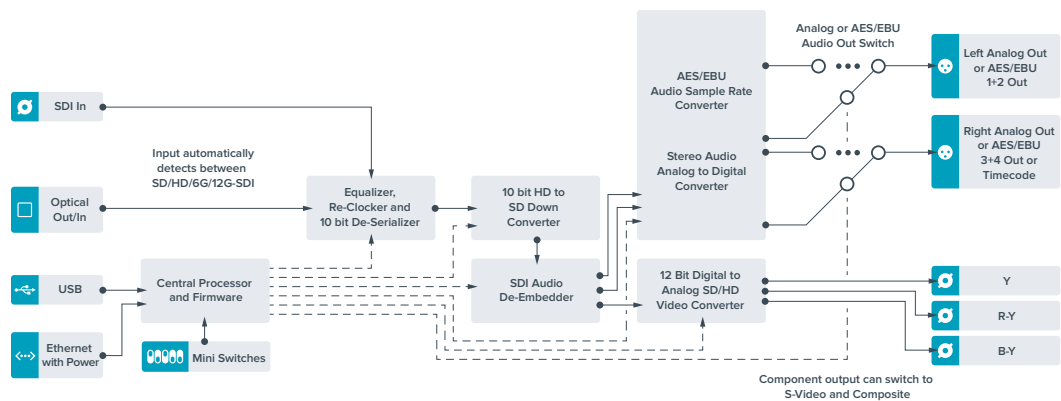 Analog or AES/EBU
Audio Out Switch
SDI In
Input automatically
detects between
SD/HD/6G/12G-SDI
Optical
Out/In
Equalizer,
Re-Clocker and
10 bit De-Serializer
10 bit HD to
SD Down
Converter
AES/EBU
Audio Sample Rate
Converter
Stereo Audio
Analog to Digital
Converter
Left Analog Out
or AES/EBU
1+2 Out
Right Analog Out
or AES/EBU
3+4 Out or
Timecode
USB
Ethernet
with Power
Central Processor
and Firmware
Mini Switches
SDI Audio
De-Embedder
12 Bit Digital to
Analog SD/HD
Video Converter
Y
R-Y
B-Y
Component output can switch to
S-Video and Composite